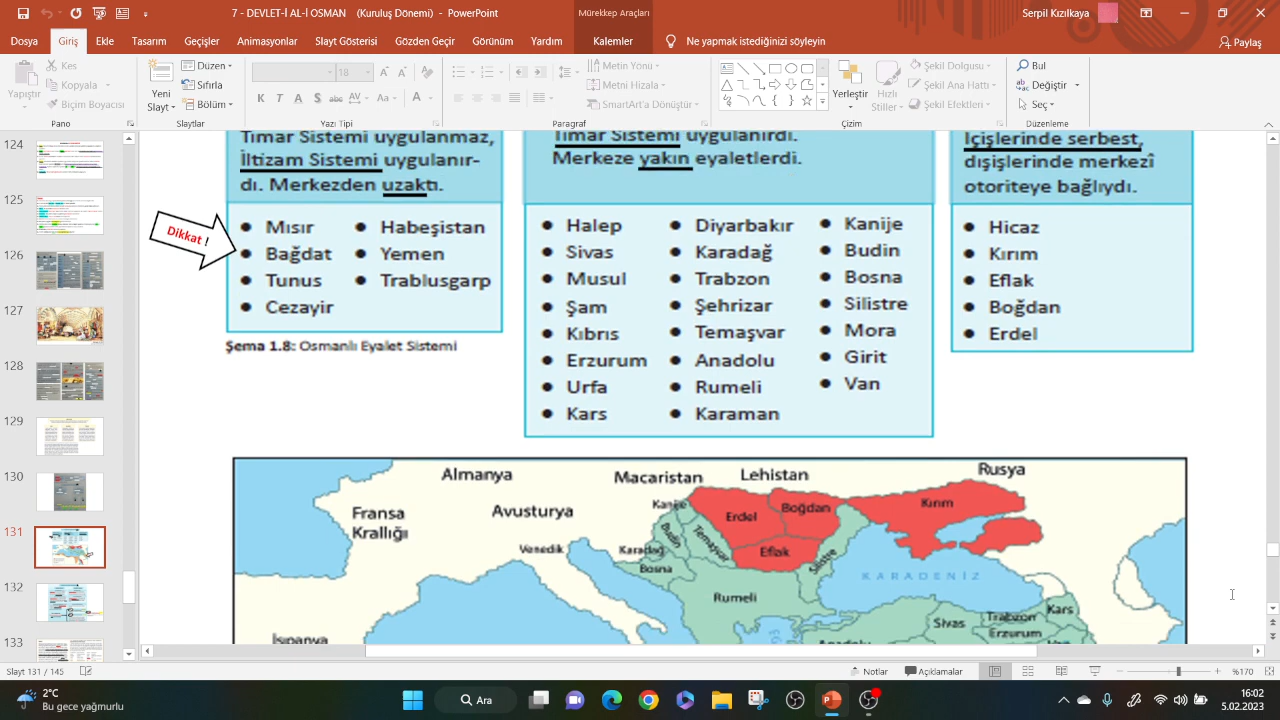 7 - DEVLET-İ AL-İ OSMAN (Kuruluş Dönemi) - PowerPoint
Mürekkep Araçları
Serpil Kızılkaya
Dosya Giriş Ekle Tasarım Geçişler Animasyonlar Slayt Gösterisi Gözden Geçir Görünüm Yardım Kalemler Ne yapmak istediğinizi söyleyin Paylaş
Yapıştır
Kes
Kopyala
Biçim Boyacısı
Pano
Yeni Slayt
Düzen
Sıfırla
Bölüm
Slaytlar
18
Yazı Tipi
Metin Yönü
Metni Hizala
SmartArt'a Dönüştür
Paragraf
Yerleştir
Hızlı Stiller
Şekil Dolgusu
Şekil Ana Hattı
Şekil Efektleri
Çizim
Bul
Değiştir
Seç
Düzenleme
124
126
127
128
129
130
131
132
133
Timar Sistemi uygulanmaz,
İltizam Sistemi uygulanır-
dı. Merkezden uzaktı.
Dikkat !
Mısır
Bağdat
Tunus
Cezayir
Habeşistan
Yemen
Trablusgarp
Şema 1.8: Osmanlı Eyalet Sistemi
Tımar Sistemi uygulanırdı.
Merkeze yakın eyaletlerdi.
Halep
Sivas
Musul
Şam
Kıbrıs
Erzurum
Urfa
Kars
Diyarbakır
Karadağ
Trabzon
Şehrizar
Temaşvar
Anadolu
Rumeli
Karaman
Kanije
Budin
Bosna
Silistre
Mora
Girit
Van
İçişlerinde serbest,
dışişlerinde merkezî
otoriteye bağlıydı.
Hicaz
Kırım
Eflak
Boğdan
Erdel
Almanya
Macaristan
Lehistan
Rusya
Fransa
Krallığı
Avusturya
Kanije
Erdel
Boğdan
Kırım
Venedik
Karadağ
Budin
Temaşvar
Eflak
Silistre
Bosna
KARADENİZ
Rumeli
Sivas
Trabzon
Kars
Erzurum
İspanya
Anadolu
Van
Slayt 131 / 145
Notlar
Açıklamalar
%170
2°C
Bu gece yağmurlu
Ara
16:02
5.02.2023